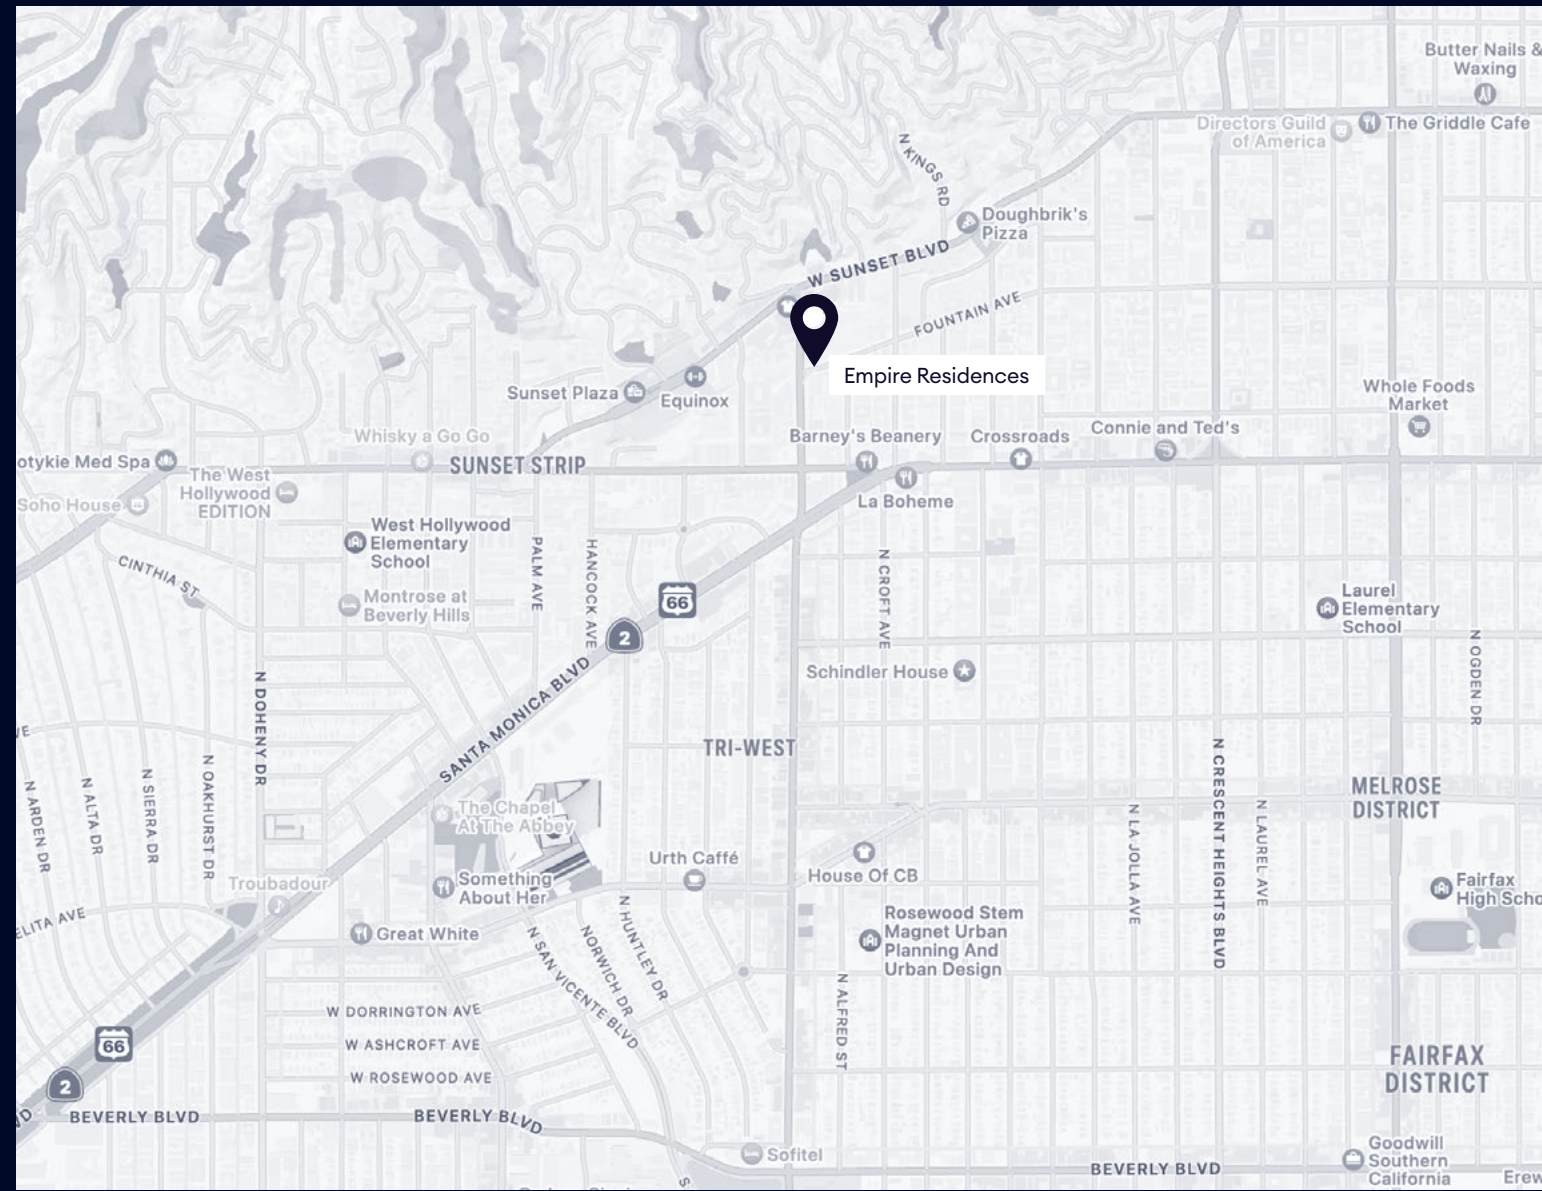 Butter Nails &
Waxing
Directors Guild
of America
The Griddle Cafe
N KINGS RD
Doughbrik's
Pizza
W SUNSET BLVD
FOUNTAIN AVE
Empire Residences
Sunset Plaza
Equinox
Whole Foods
Market
Whisky a Go Go
Barney's Beanery
Crossroads
Connie and Ted's
otykie Med Spa
SUNSET STRIP
The West
Hollywood
EDITION
Soho House
La Boheme
West Hollywood
Elementary
School
CINTHIA ST
PALM AVE
HANCOCK AVE
N CROFT AVE
Montrose at
Beverly Hills
66
2
Laurel
Elementary
School
N OGDEN DR
Schindler House
SANTA MONICA BLVD
N DOHENY DR
VE
TRI-WEST
N ARDEN DR
N ALTA DR
N SIERRA DR
N OAKHURST DR
N CRESCENT HEIGHTS BLVD
MELROSE
DISTRICT
The Chapel
At The Abbey
N LA JOLLA AVE
N LAUREL AVE
Urth Caffé
House Of CB
Troubadour
Something
About Her
Fairfax
High Scho
ELITA AVE
Great White
N SAN VICENTE BLVD
NORWICH DR
N HUNTLEY DR
Rosewood Stem
Magnet Urban
Planning And
Urban Design
N ALFRED ST
W DORRINGTON AVE
W ASHCROFT AVE
W ROSEWOOD AVE
66
2
FAIRFAX
DISTRICT
VD
BEVERLY BLVD
BEVERLY BLVD
Sofitel
BEVERLY BLVD
Goodwill
Southern
California
Erew
S